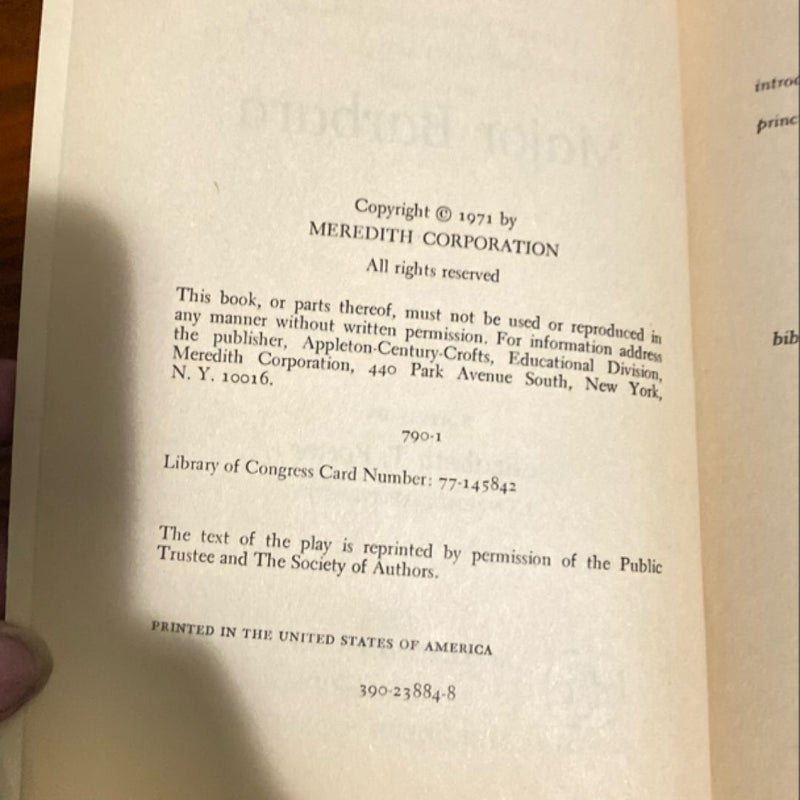 Major Barbara
Copyright © 1971 by
MEREDITH CORPORATION
All rights reserved
This book, or parts thereof, must not be used or reproduced in
any manner without written permission. For information address
the publisher, Appleton-Century-Crofts, Educational Division,
Meredith Corporation, 440 Park Avenue South, New York,
N. Y. 10016.
790-1
Library of Congress Card Number: 77-145842
The text of the play is reprinted by permission of the Public
Trustee and The Society of Authors.
PRINTED IN THE UNITED STATES OF AMERICA
390-23884-8
introd
princ
bib